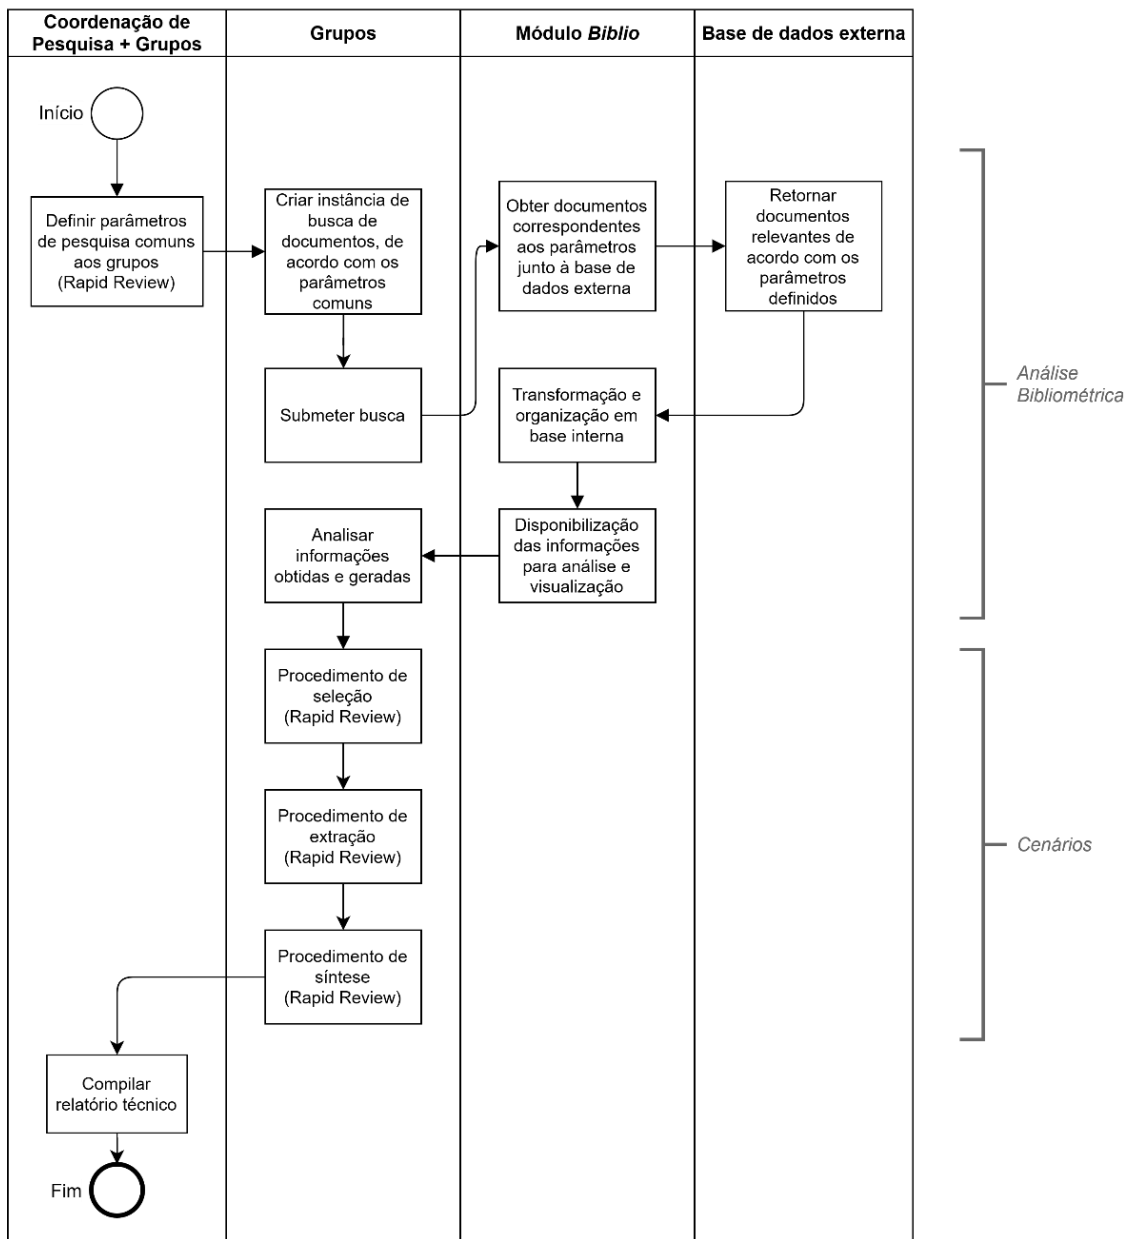 Coordenação de
Pesquisa + Grupos
Grupos
Módulo Biblio
Base de dados externa
Início
Definir parâmetros
de pesquisa comuns
aos grupos
(Rapid Review)
Criar instância de
busca de
documentos, de
acordo com os
parâmetros
comuns
Obter documentos
correspondentes
aos parâmetros
junto à base de
dados externa
Retornar
documentos
relevantes de
acordo com os
parâmetros
definidos
Submeter busca
Transformação e
organização em
base interna
Análise
Bibliométrica
Analisar
informações
obtidas e geradas
Disponibilização
das informações
para análise e
visualização
Procedimento de
seleção
(Rapid Review)
Procedimento de
extração
(Rapid Review)
Cenários
Procedimento de
síntese
(Rapid Review)
Compilar
relatório técnico
Fim